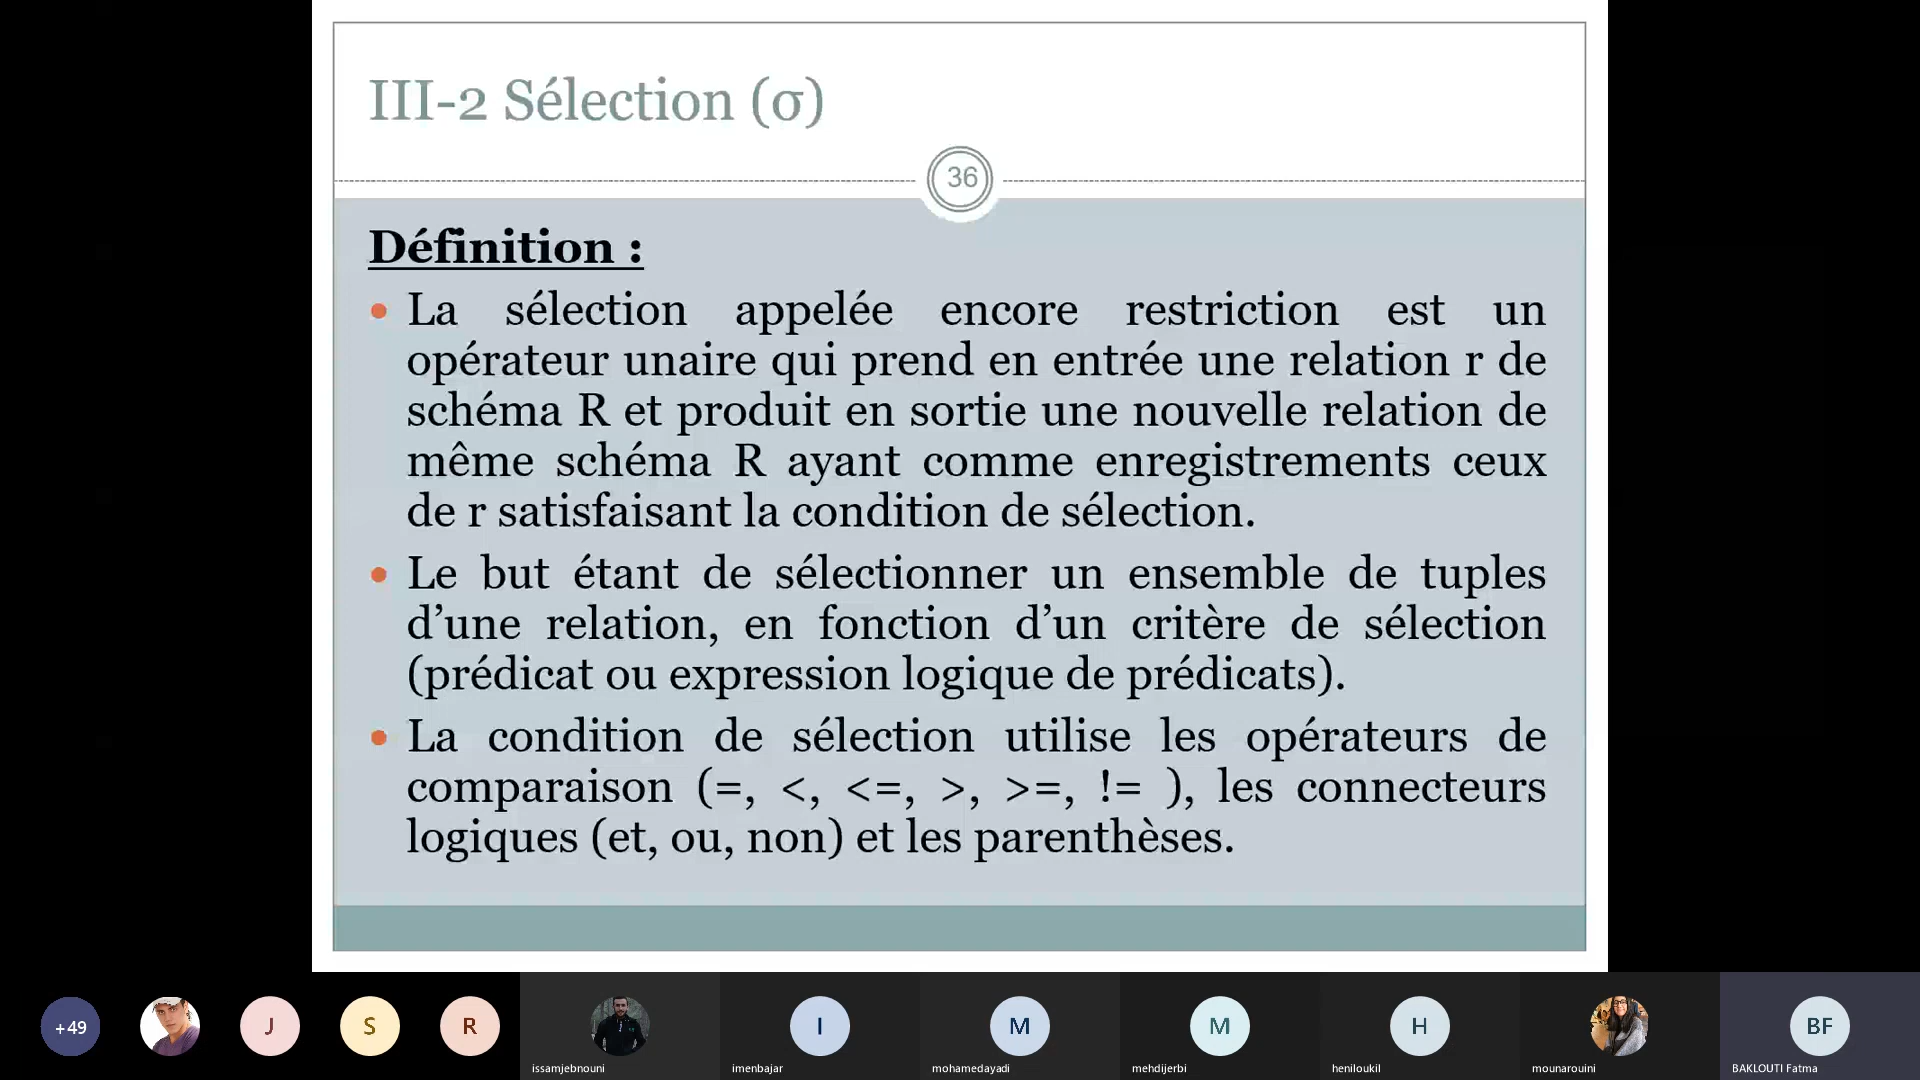 III-2 Sélection (σ)
36
Définition :
• La sélection appelée encore restriction est un
opérateur unaire qui prend en entrée une relation r de
schéma R et produit en sortie une nouvelle relation de
même schéma R ayant comme enregistrements ceux
de r satisfaisant la condition de sélection.
• Le but étant de sélectionner un ensemble de tuples
d’une relation, en fonction d’un critère de sélection
(prédicat ou expression logique de prédicats).
• La condition de sélection utilise les opérateurs de
comparaison (=, <, <=, >, >=, != ), les connecteurs
logiques (et, ou, non) et les parenthèses.
+49
J
S
R
I
M
M
H
BF
issamjebnouni
imenbajar
mohamedayadi
mehdijerbi
heniloukil
mounarouini
BAKLOUTI Fatma